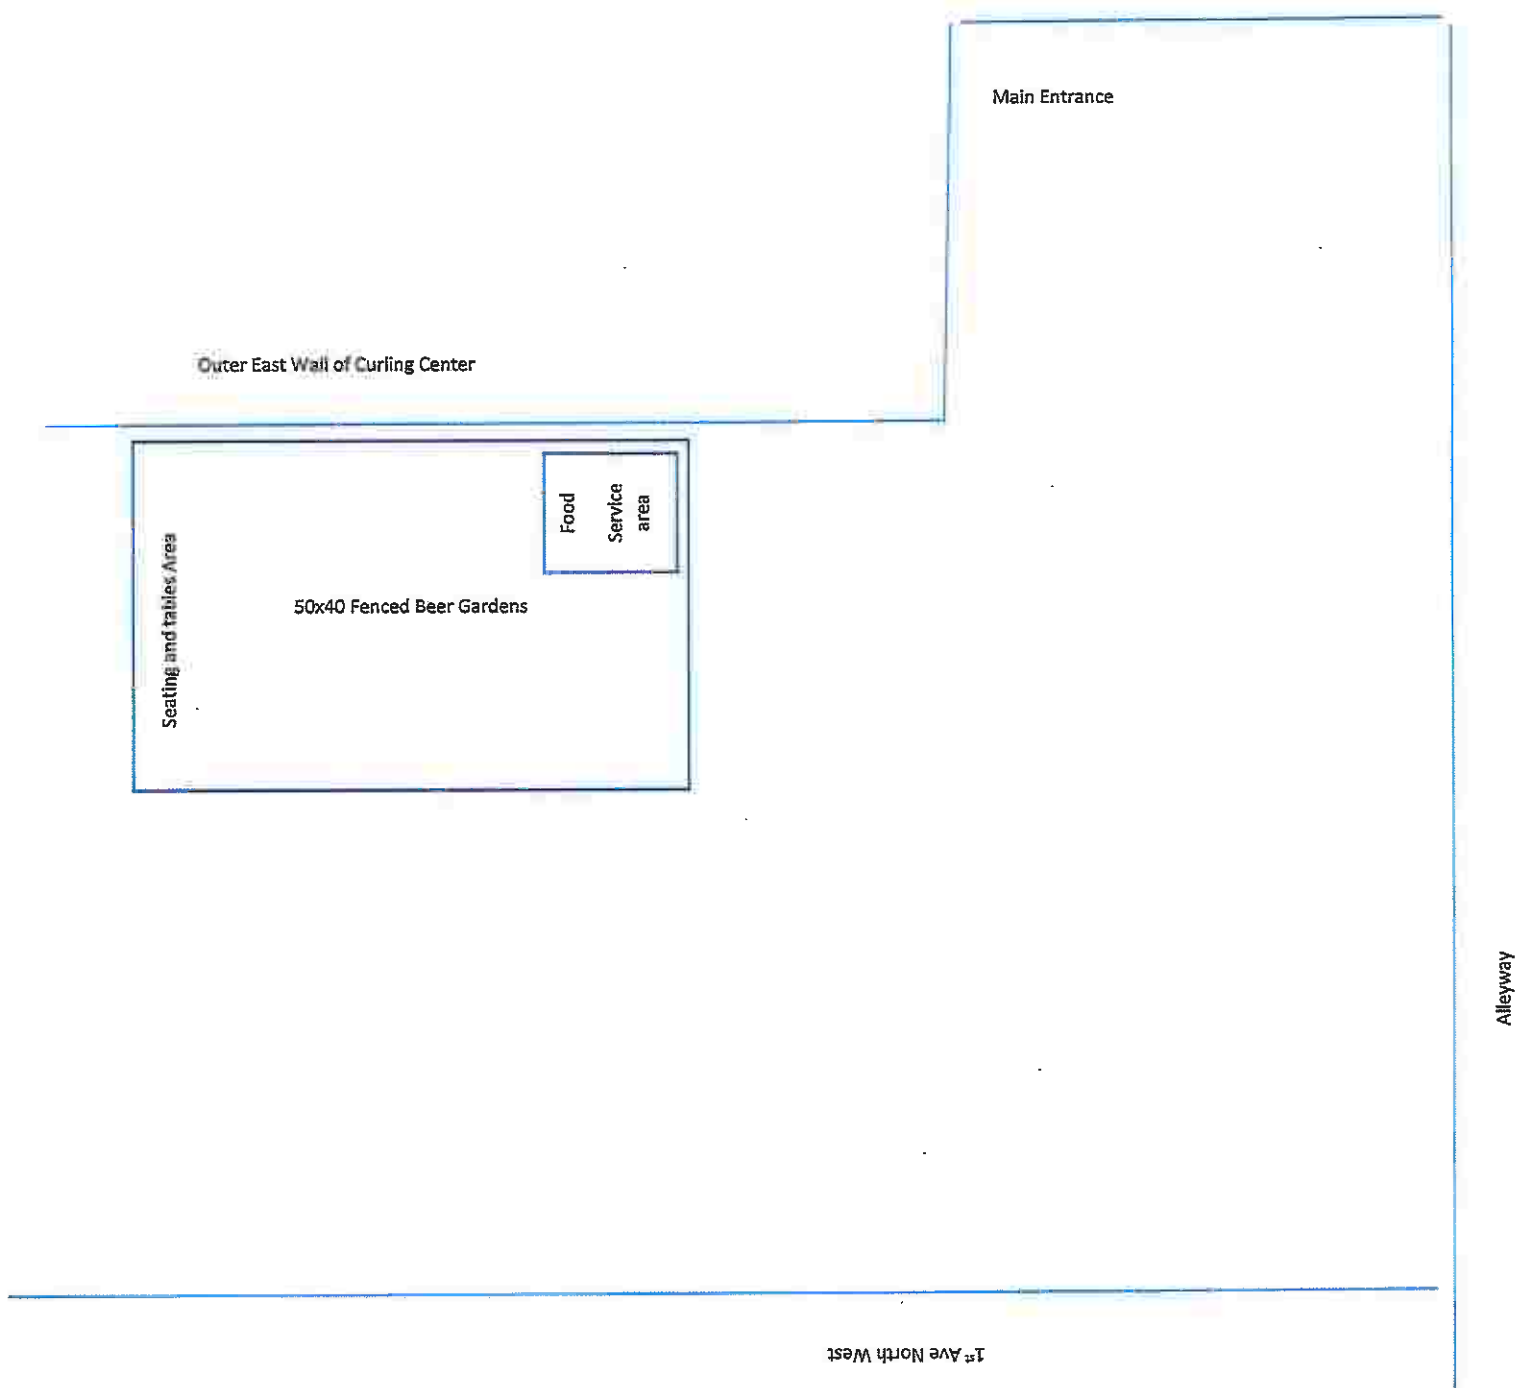 Main Entrance
Outer East Wall of Curling Center
Food
Service
area
Seating and tables Area
50x40 Fenced Beer Gardens
Alleyway
1st Ave North West